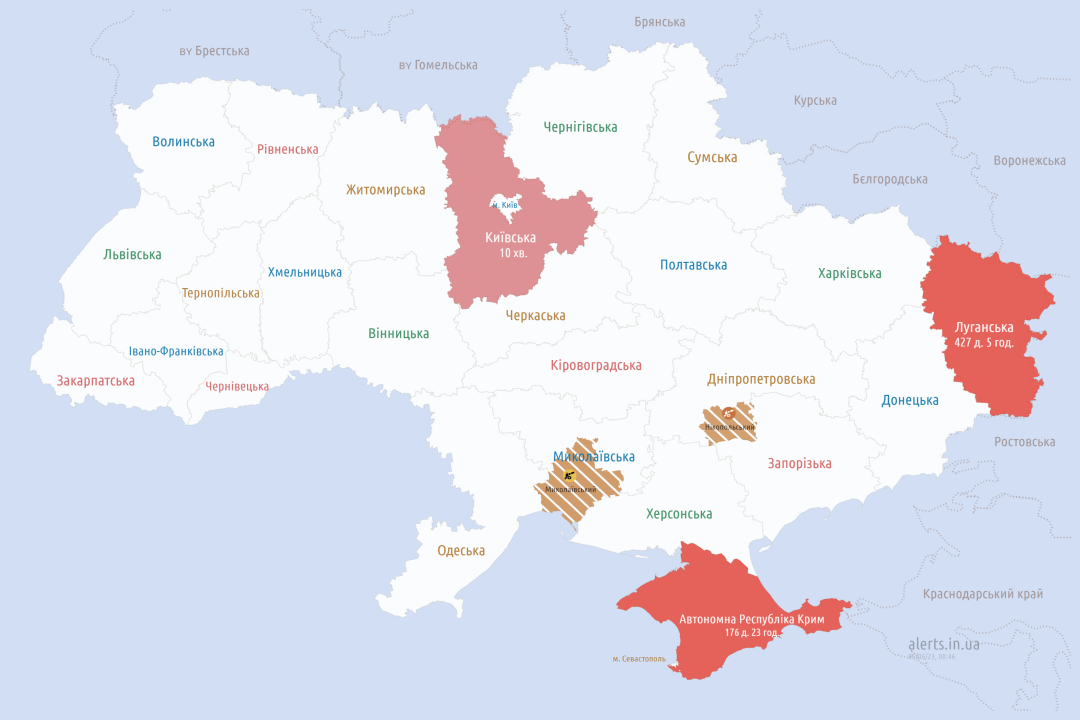 Брянська
BY Брестська
BY Гомельська
Курська
Чернігівська
Волинська
Рівненська
Сумська
Воронежська
Бєлгородська
Житомирська
м. Київ
Київська
10 хв.
Львівська
Хмельницька
Полтавська
Харківська
Тернопільська
Черкаська
Луганська
427 д. 5 год.
Вінницька
Івано-Франківська
Кіровоградська
Закарпатська
Чернівецька
Дніпропетровська
Донецька
Нікопольський
Ростовська
Миколаївська
Запорізька
Миколаївський
Херсонська
Одеська
Краснодарський край
Автономна Республіка Крим
176 д. 23 год.
alerts.in.ua
м. Севастополь